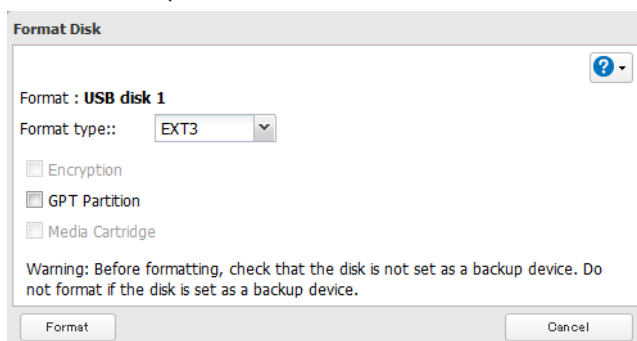 Format Disk
?
Format : USB disk 1
Format type:: EXT3
Encryption
GPT Partition
Media Cartridge
Warning: Before formatting, check that the disk is not set as a backup device. Do
not format if the disk is set as a backup device.
Format Cancel